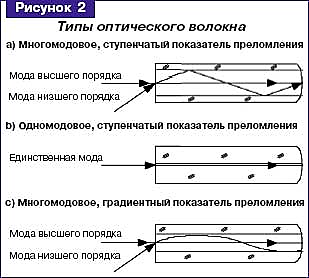 Рисунок 2
Типы оптического волокна
a) Многомодовое, ступенчатый показатель преломления
Мода высшего порядка
Мода низшего порядка
b) Одномодовое, ступенчатый показатель преломления
Единственная мода
c) Многомодовое, градиентный показатель преломления
Мода высшего порядка
Мода низшего порядка